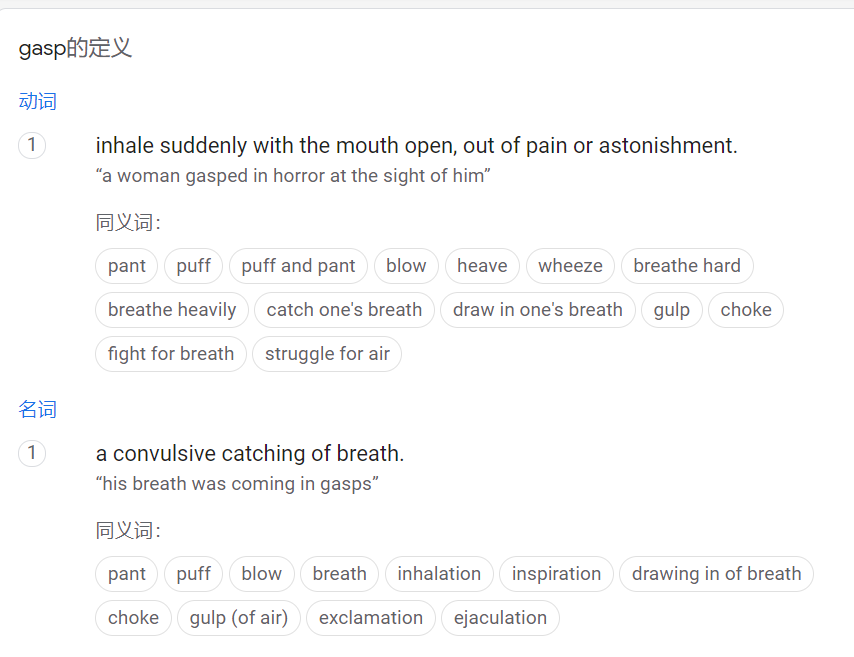 gasp的定义
动词
1 inhale suddenly with the mouth open, out of pain or astonishment.
“a woman gasped in horror at the sight of him”
同义词：
pant puff puff and pant blow heave wheeze breathe hard
breathe heavily catch one's breath draw in one's breath gulp choke
fight for breath struggle for air
名词
1 a convulsive catching of breath.
“his breath was coming in gasps”
同义词：
pant puff blow breath inhalation inspiration drawing in of breath
choke gulp (of air) exclamation ejaculation